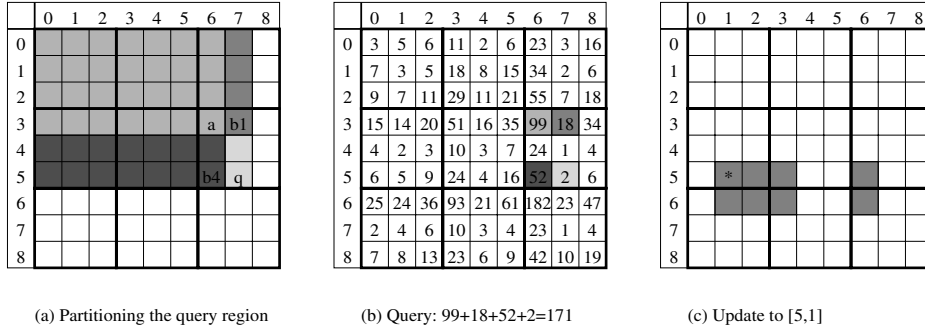 0 1 2 3 4 5 6 7 8
0
1
2
3 a b1
4
5 b4 q
6
7
8
(a) Partitioning the query region
0 1 2 3 4 5 6 7 8
0 3 5 6 11 2 6 23 3 16
1 7 3 5 18 8 15 34 2 6
2 9 7 11 29 11 21 55 7 18
3 15 14 20 51 16 35 99 18 34
4 4 2 3 10 3 7 24 1 4
5 6 5 9 24 4 16 52 2 6
6 25 24 36 93 21 61 182 23 47
7 2 4 6 10 3 4 23 1 4
8 7 8 13 23 6 9 42 10 19
(b) Query: 99+18+52+2=171
0 1 2 3 4 5 6 7 8
0
1
2
3
4
5 *
6
7
8
(c) Update to [5,1]